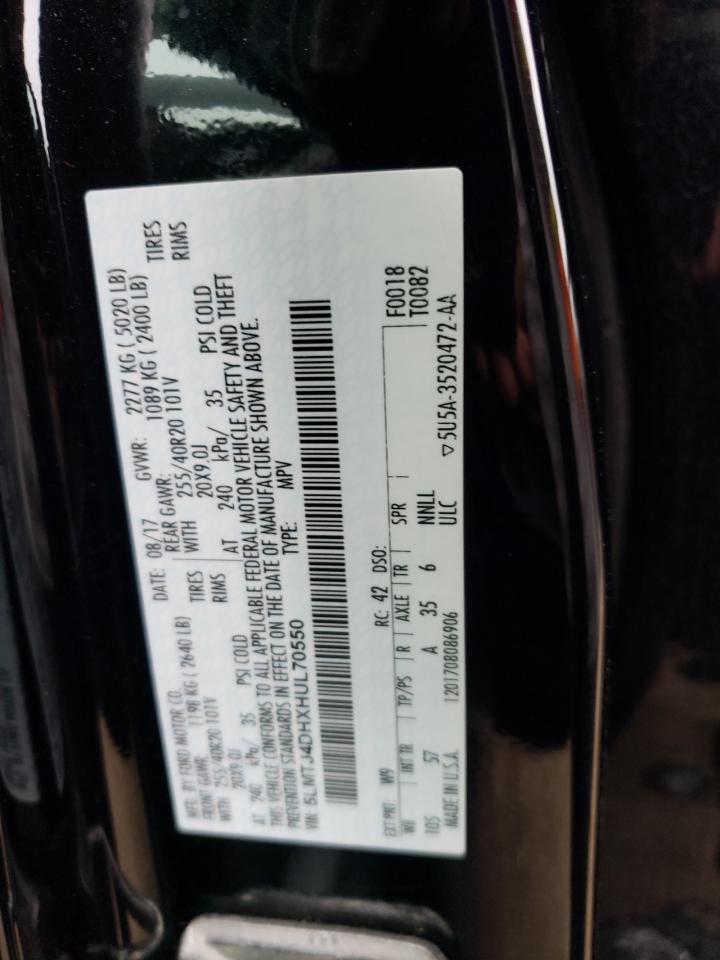 MFD. BY FORD MOTOR CO. DATE: 08/17 GVWR: 2277 KG ( 5020 LB)
FRONT GAWR: 1198 KG ( 2640 LB) REAR GAWR: 1089 KG ( 2400 LB)
WITH 255/40R20 101V TIRES WITH 255/40R20 101V TIRES
20X9.0J RIMS 20X9.0J RIMS
AT 240 kPa/ 35 PSI COLD AT 240 kPa/ 35 PSI COLD
THIS VEHICLE CONFORMS TO ALL APPLICABLE FEDERAL MOTOR VEHICLE SAFETY AND THEFT
PREVENTION STANDARDS IN EFFECT ON THE DATE OF MANUFACTURE SHOWN ABOVE.
VIN: 5LMTJ4DHXHUL70550 TYPE: MPV
EXT PNT: W9 RC: 42 DSO: F0018
WB INT TR TP/PS R AXLE TR SPR T0082
105 57 A 35 6 NNLL
MADE IN U.S.A. 1201708086906 ULC ▽5U5A-3520472-AA